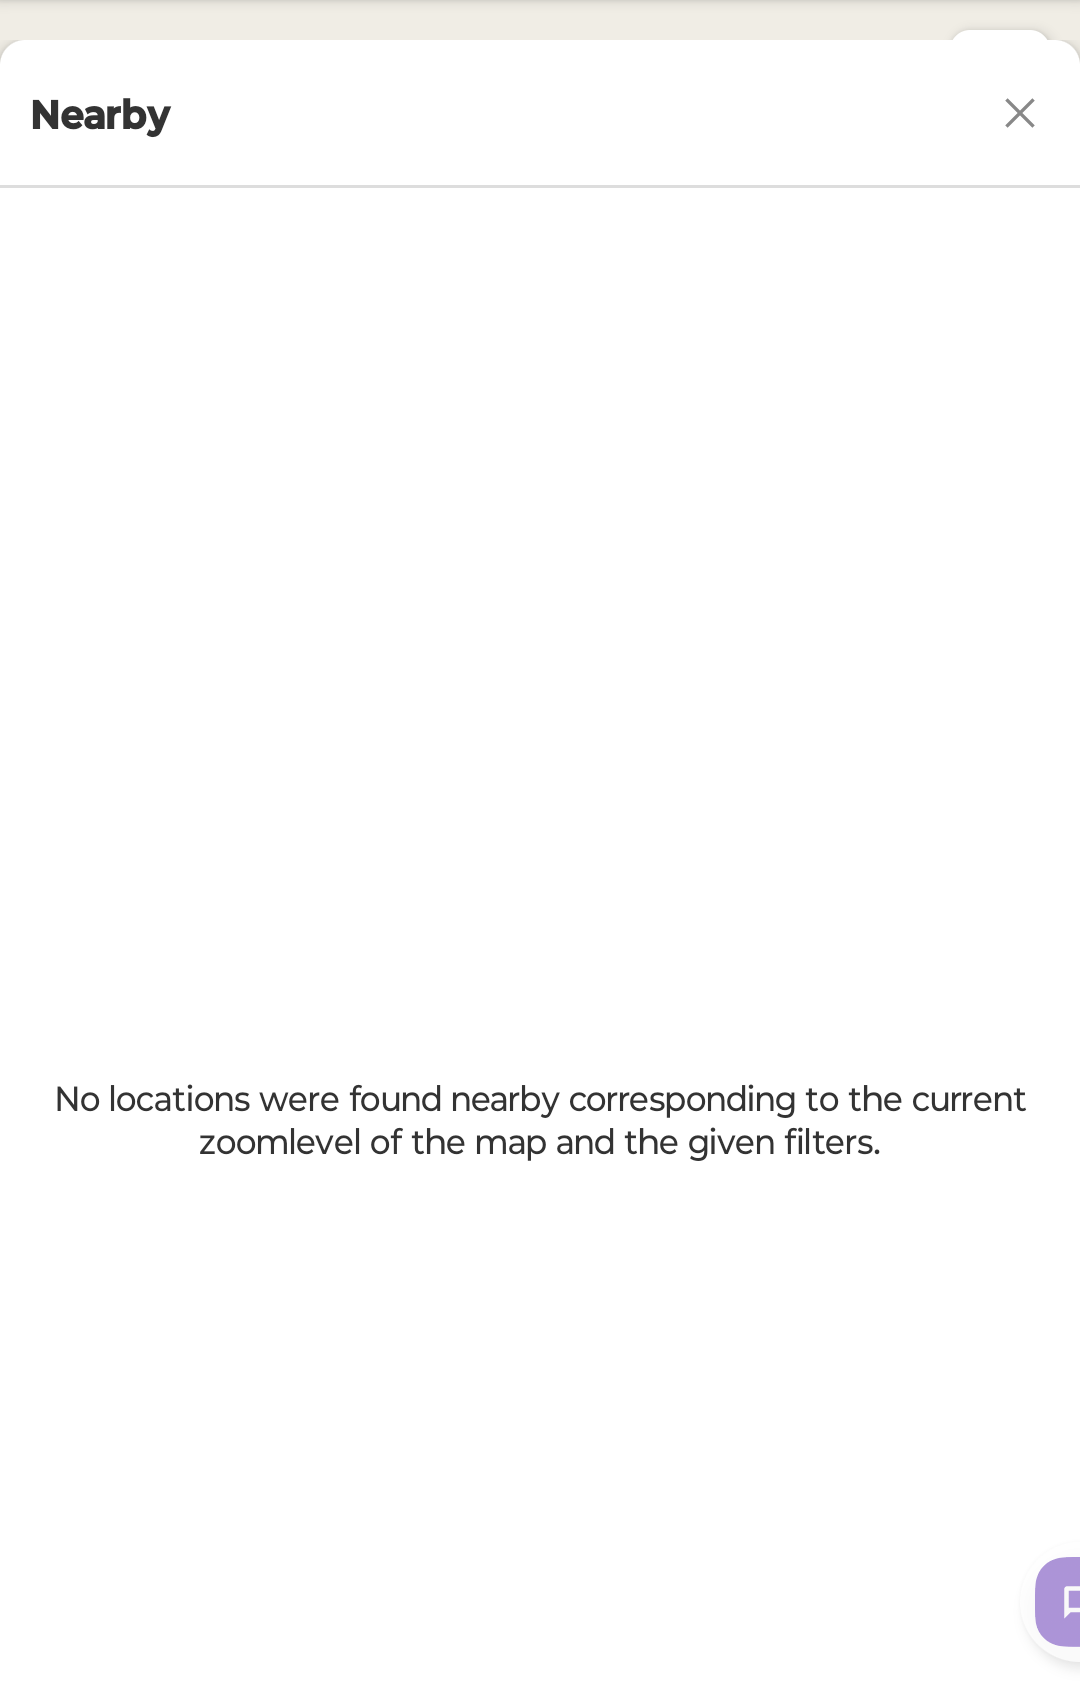 Nearby
No locations were found nearby corresponding to the current
zoomlevel of the map and the given filters.